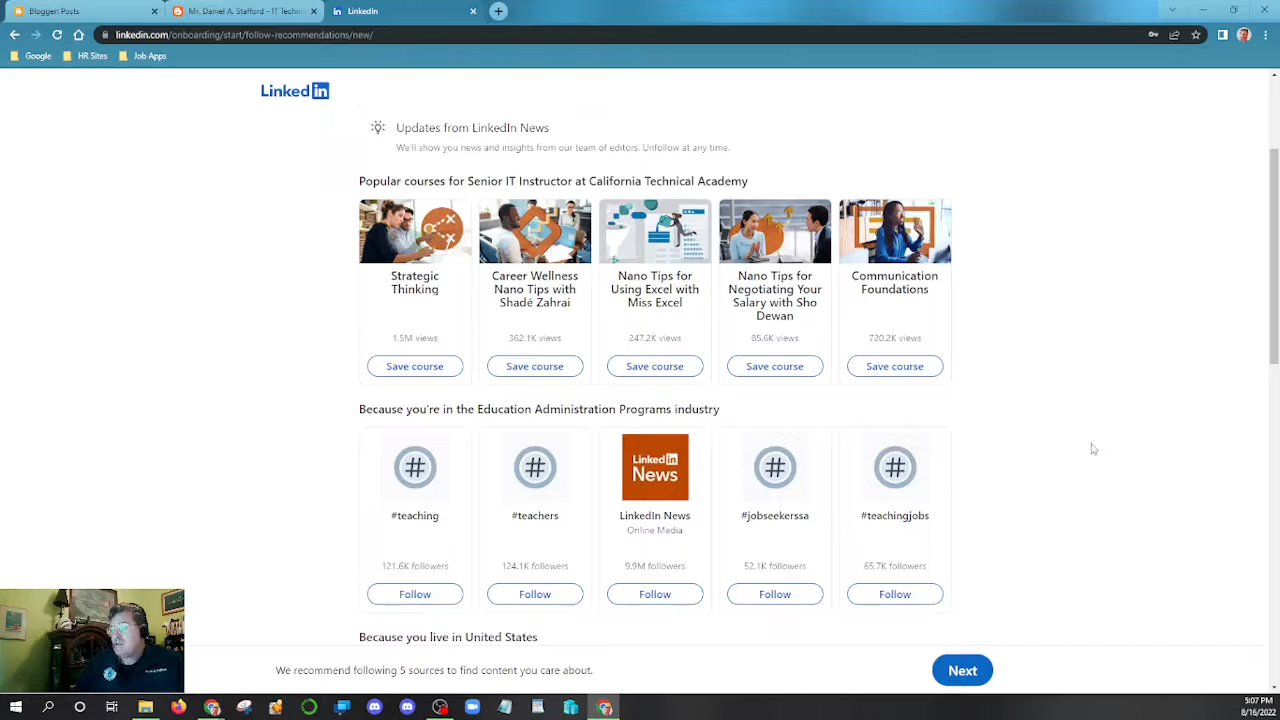 Blogger: Posts
Mr. Daniel A. Stafford - IT Techni
LinkedIn
linkedin.com/onboarding/start/follow-recommendations/new/
Google
HR Sites
Job Apps
Linked in
Updates from LinkedIn News
We'll show you news and insights from our team of editors. Unfollow at any time.
Popular courses for Senior IT Instructor at California Technical Academy
Strategic
Thinking
1.5M views
Save course
Career Wellness
Nano Tips with
Shadé Zahrai
362.1K views
Save course
Nano Tips for
Using Excel with
Miss Excel
247.2K views
Save course
Nano Tips for
Negotiating Your
Salary with Sho
Dewan
85.6K views
Save course
Communication
Foundations
720.2K views
Save course
Because you're in the Education Administration Programs industry
#
#teaching
121.6K followers
Follow
#
#teachers
124.1K followers
Follow
Linked in
News
LinkedIn News
Online Media
9.9M followers
Follow
#
#jobseekerssa
52.1K followers
Follow
#
#teachingjobs
65.7K followers
Follow
Because you live in United States
We recommend following 5 sources to find content you care about.
Next
5:07 PM
8/16/2022